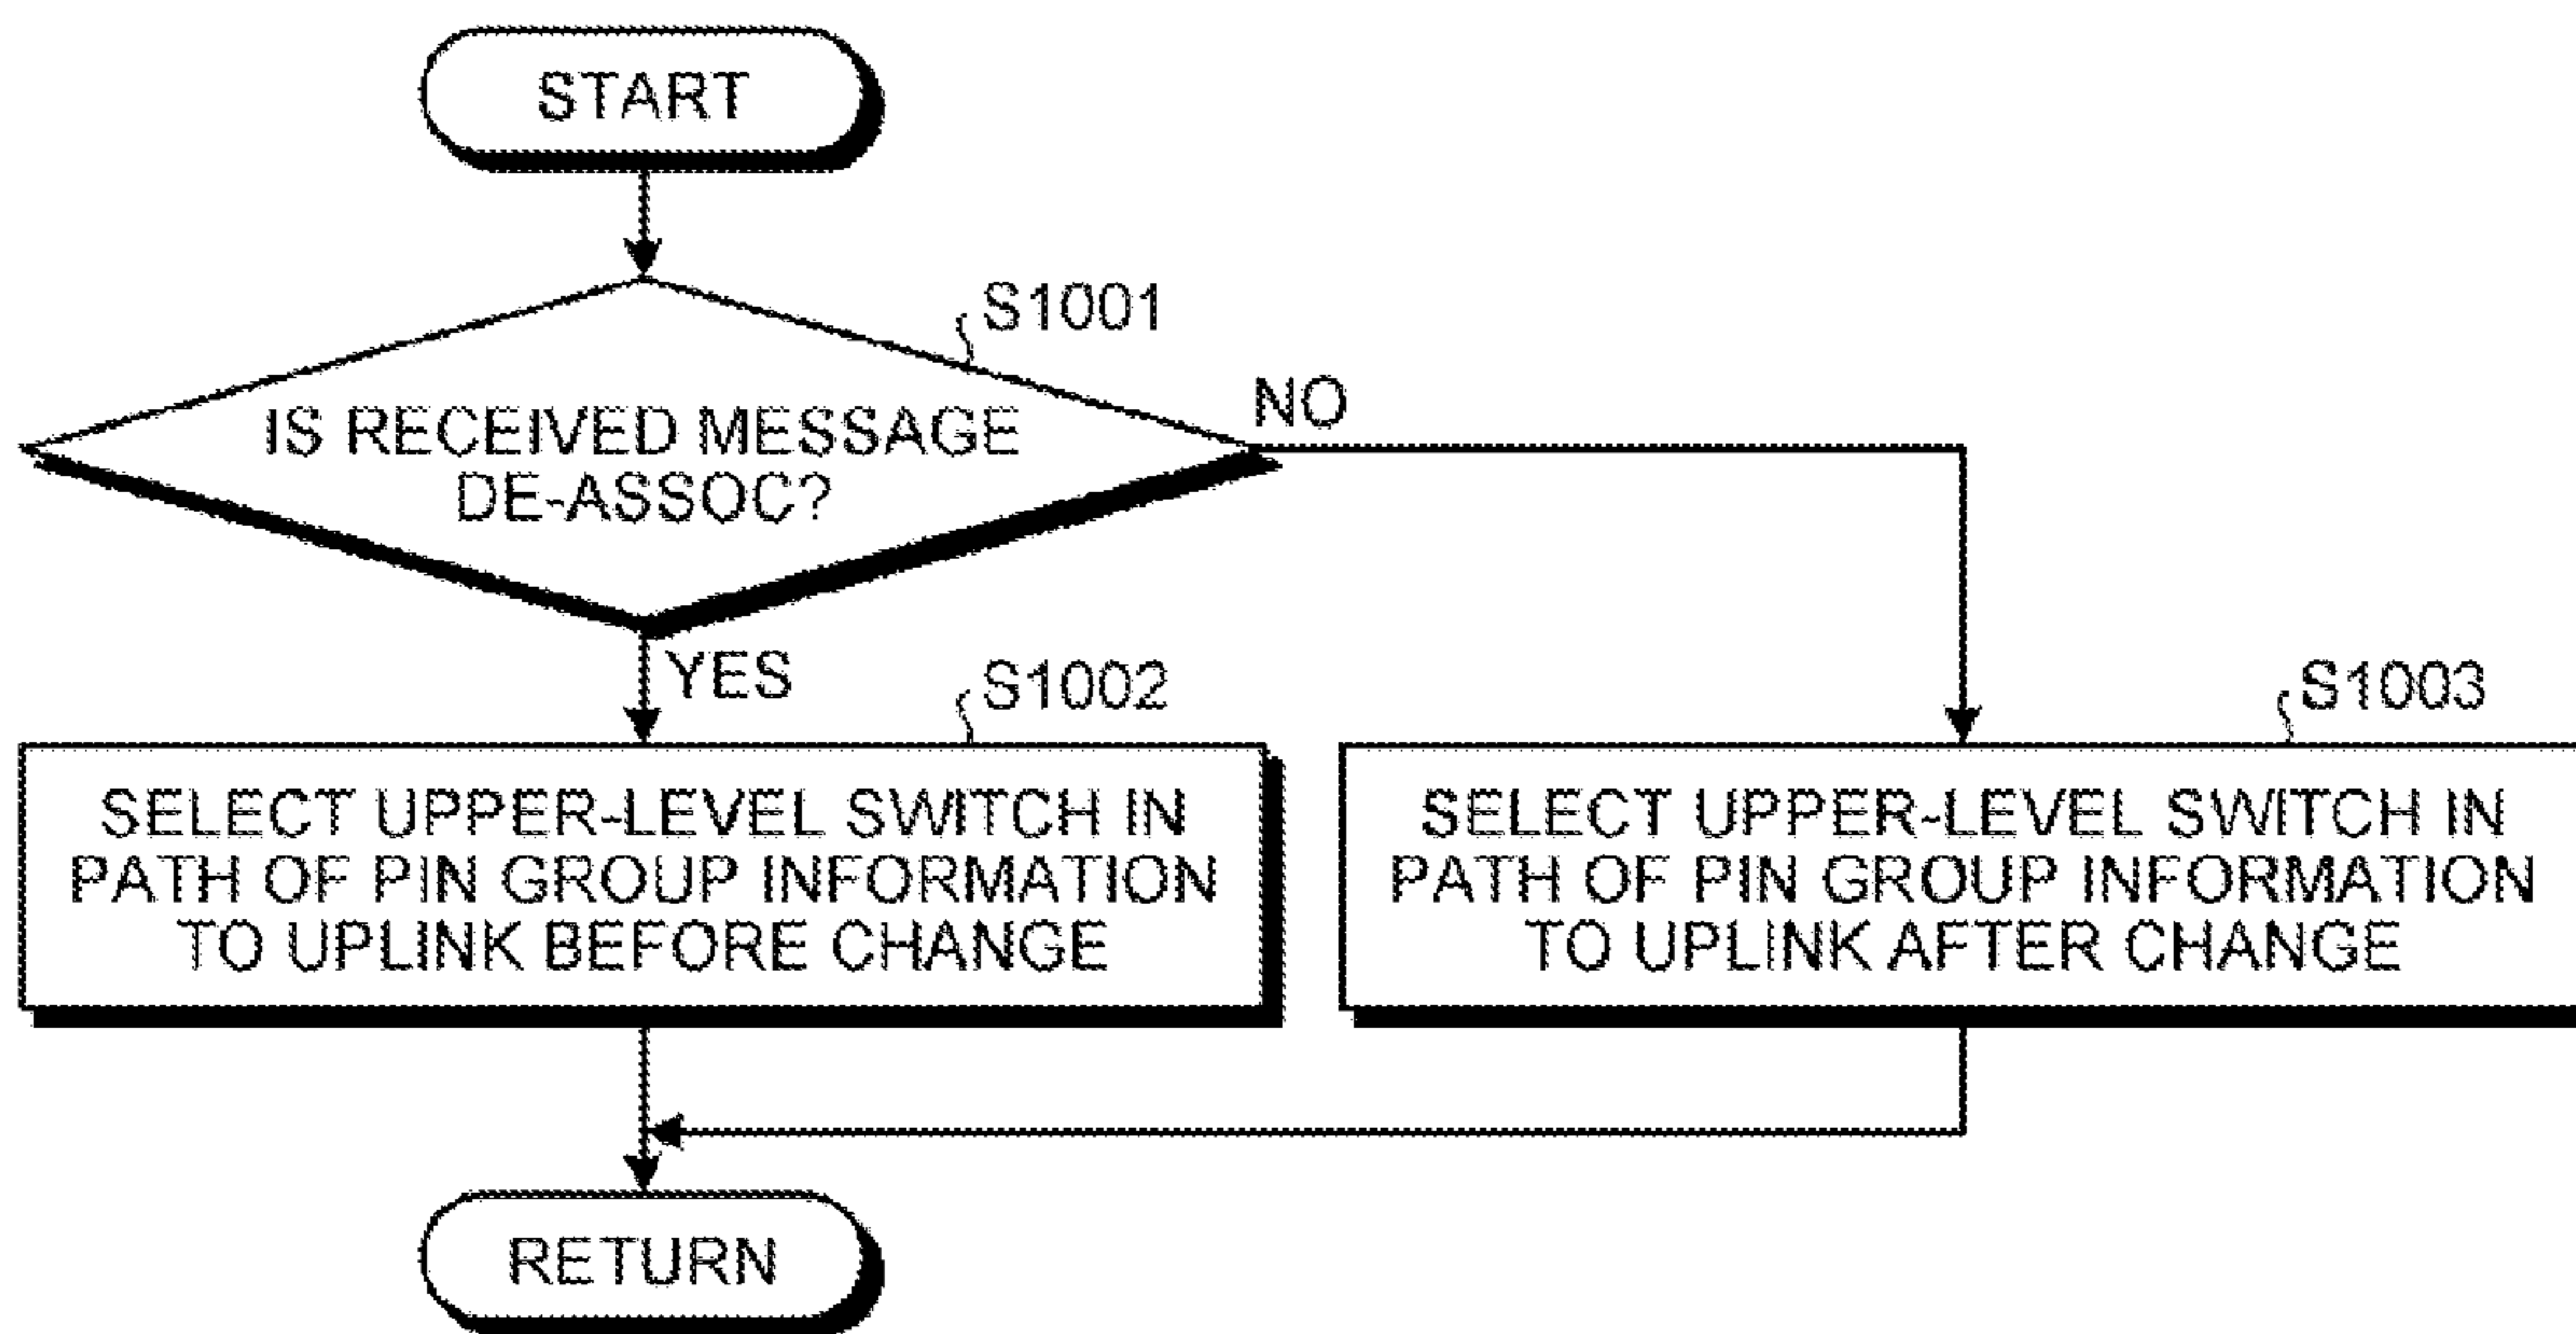 START
S1001
IS RECEIVED MESSAGE
DE-ASSOC?
NO
YES
S1002
SELECT UPPER-LEVEL SWITCH IN
PATH OF PIN GROUP INFORMATION
TO UPLINK BEFORE CHANGE
S1003
SELECT UPPER-LEVEL SWITCH IN
PATH OF PIN GROUP INFORMATION
TO UPLINK AFTER CHANGE
RETURN